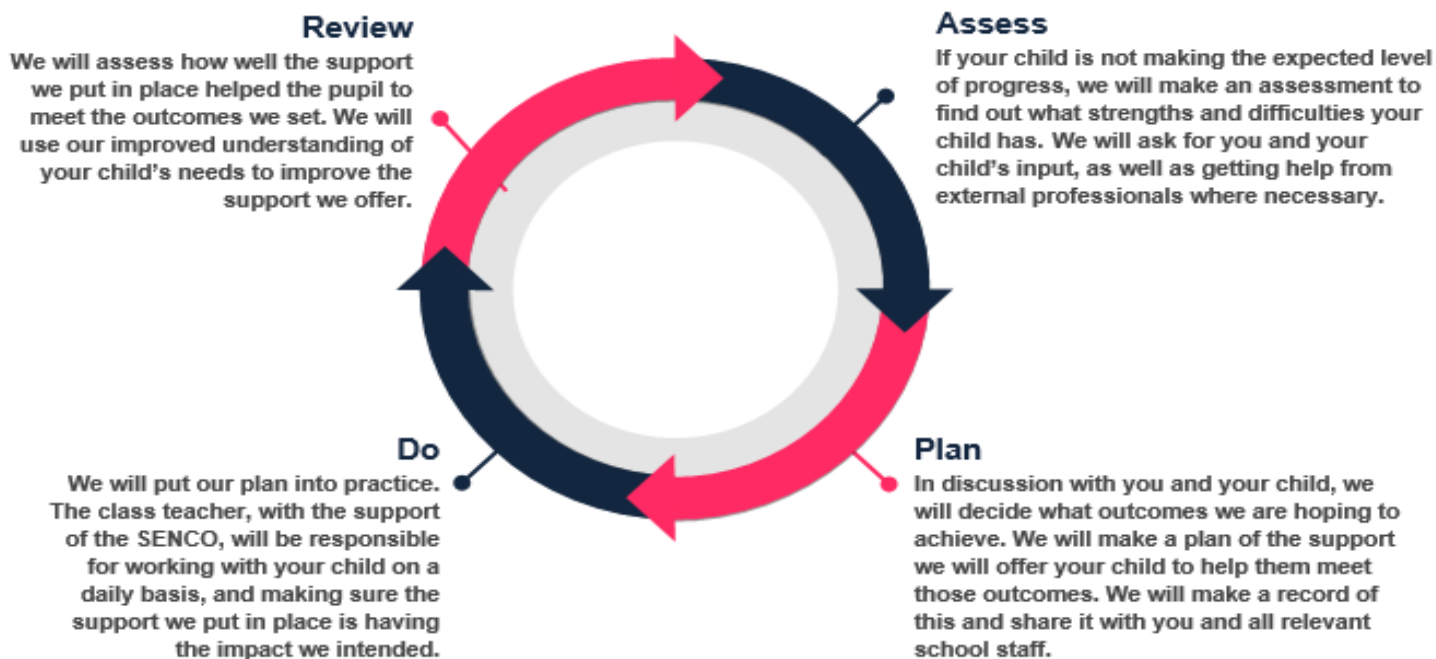 Review
We will assess how well the support
we put in place helped the pupil to
meet the outcomes we set. We will
use our improved understanding of
your child's needs to improve the
support we offer.
Assess
If your child is not making the expected level
of progress, we will make an assessment to
find out what strengths and difficulties your
child has. We will ask for you and your
child's input, as well as getting help from
external professionals where necessary.
Do
We will put our plan into practice.
The class teacher, with the support
of the SENCO, will be responsible
for working with your child on a
daily basis, and making sure the
support we put in place is having
the impact we intended.
Plan
In discussion with you and your child, we
will decide what outcomes we are hoping to
achieve. We will make a plan of the support
we will offer your child to help them meet
those outcomes. We will make a record of
this and share it with you and all relevant
school staff.